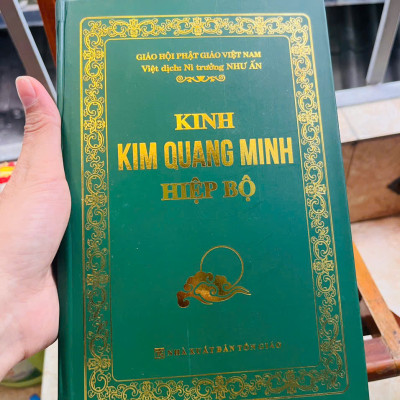 GIÁO HỘI PHẬT GIÁO VIỆT NAM
Việt dịch: Ni trưởng NHƯ ẤN
KINH
KIM QUANG MINH
HIỆP BỘ
NHÀ XUẤT BẢN TÔN GIÁO